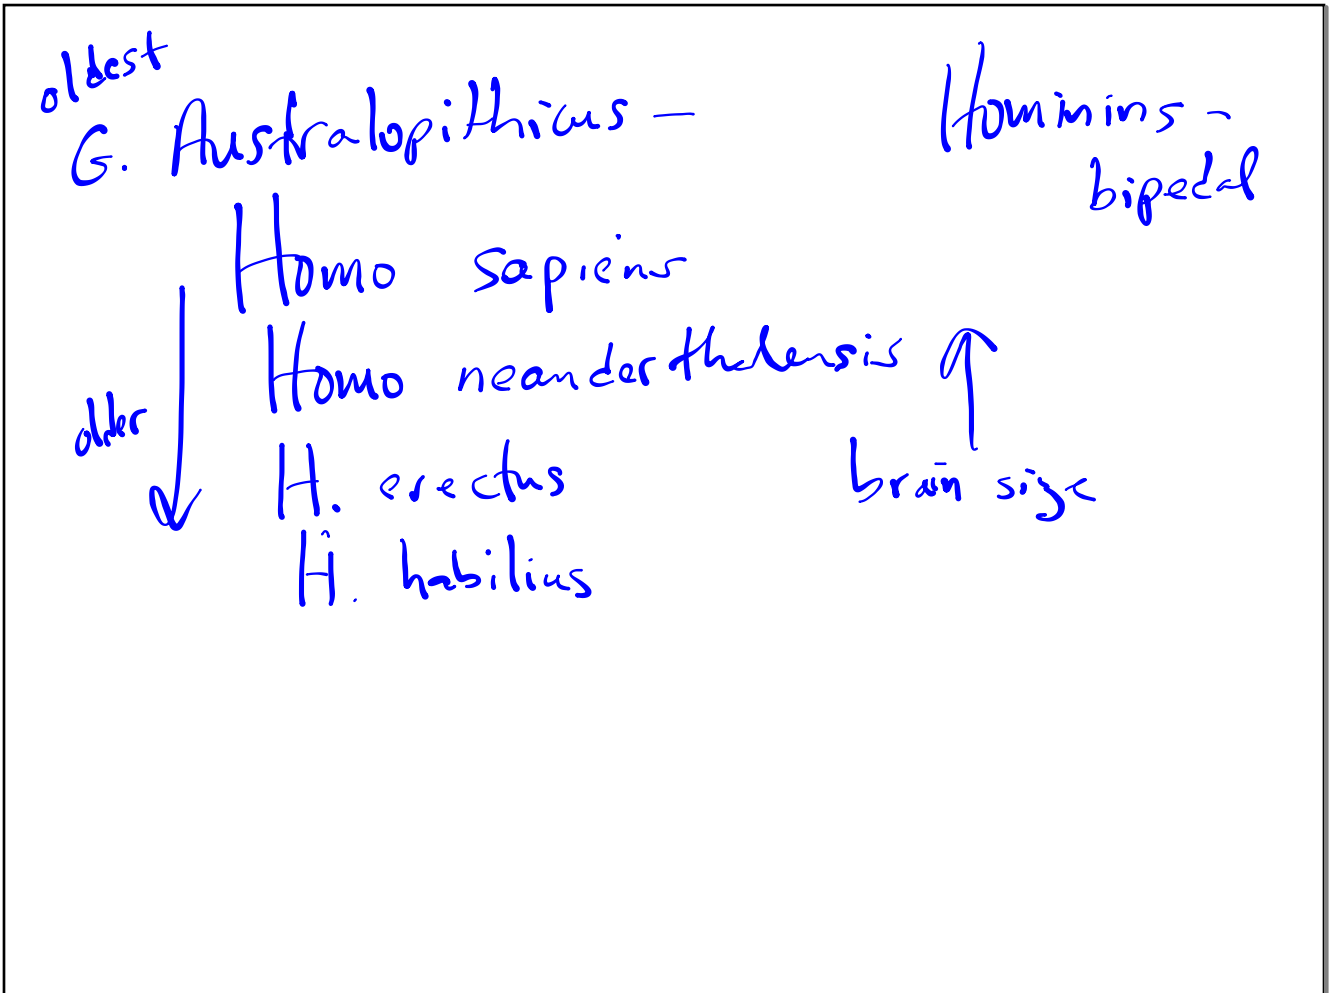 oldest
G. Australopithicus - Hominins -
bipedal
Homo sapiens
Homo neanderthalensis
older
H. erectus brain size
H. habilius